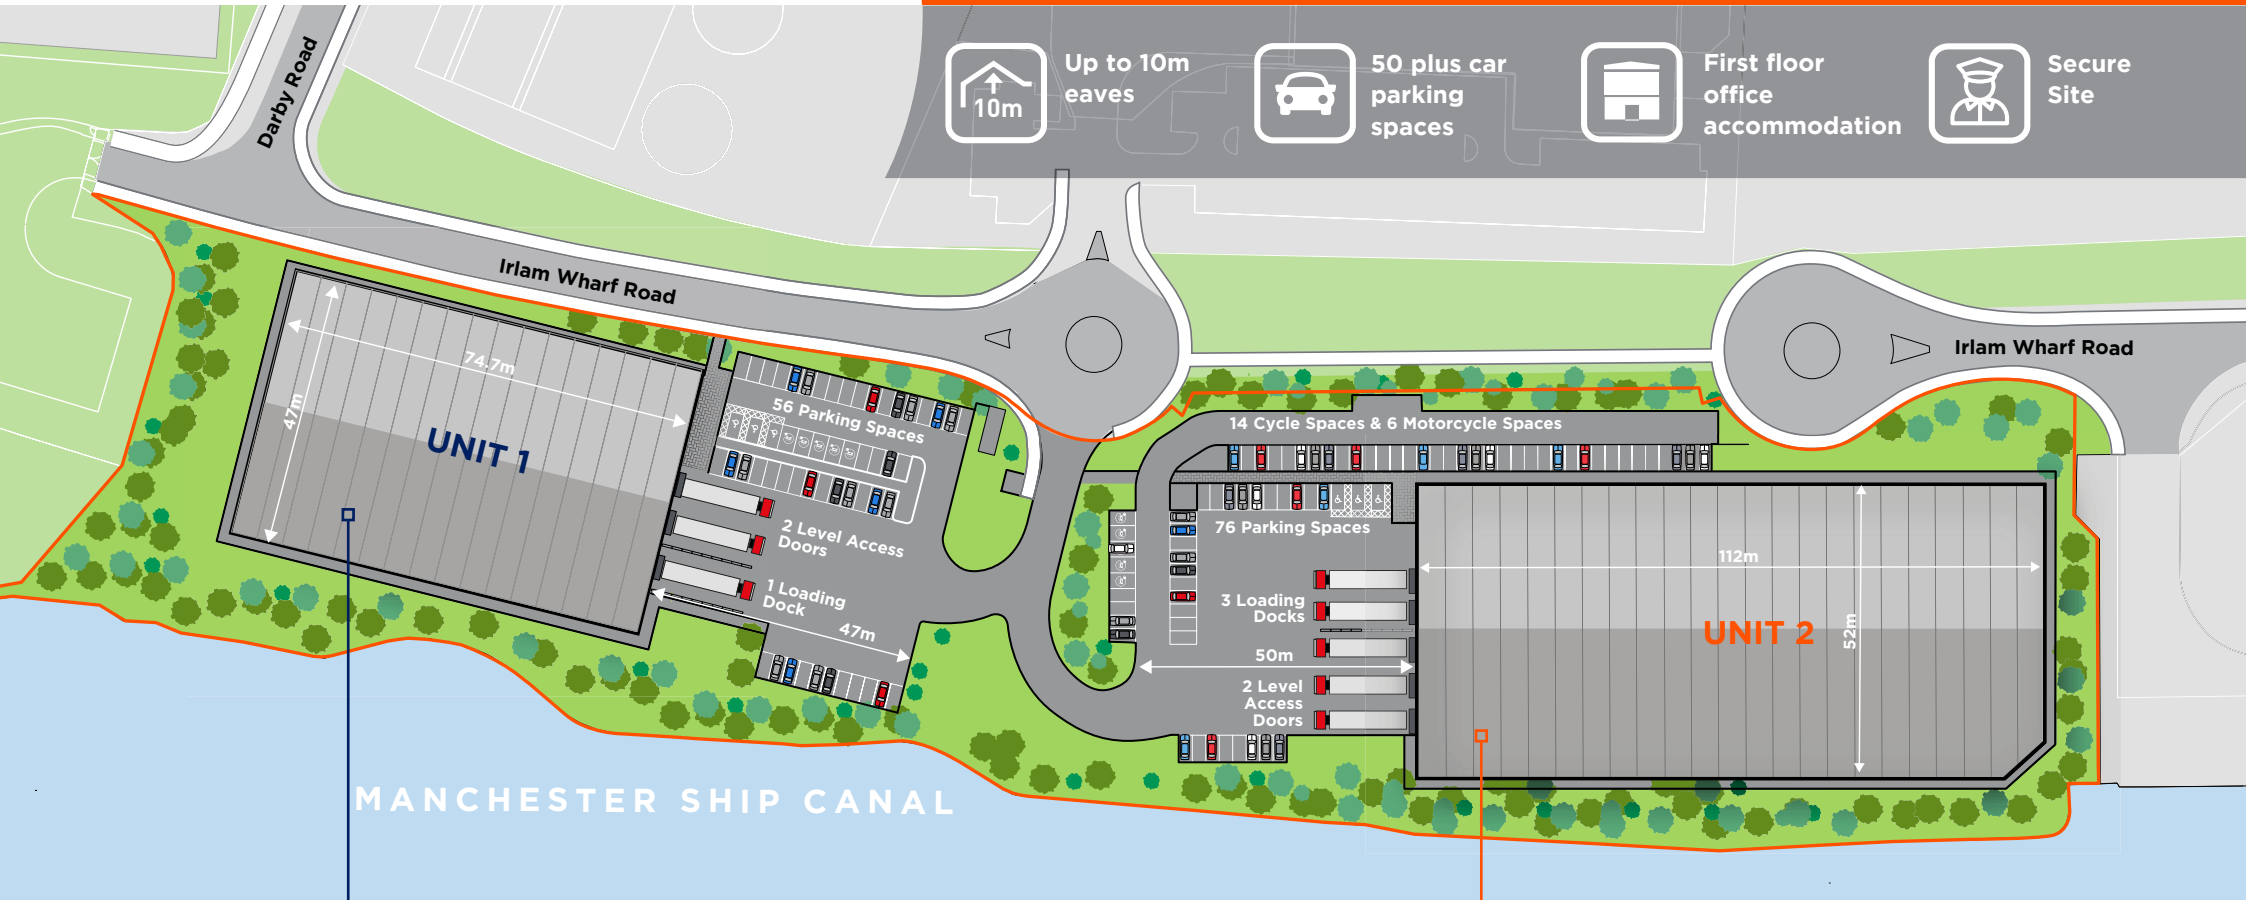 Up to 10m
eaves
10m
50 plus car
parking
spaces
First floor
office
accommodation
Secure
Site
Darby Road
Irlam Wharf Road
Irlam Wharf Road
74.7m
47m
UNIT 1
56 Parking Spaces
2 Level Access
Doors
1 Loading
Dock
47m
14 Cycle Spaces & 6 Motorcycle Spaces
76 Parking Spaces
112m
3 Loading
Docks
52m
UNIT 2
50m
2 Level
Access
Doors
MANCHESTER SHIP CANAL